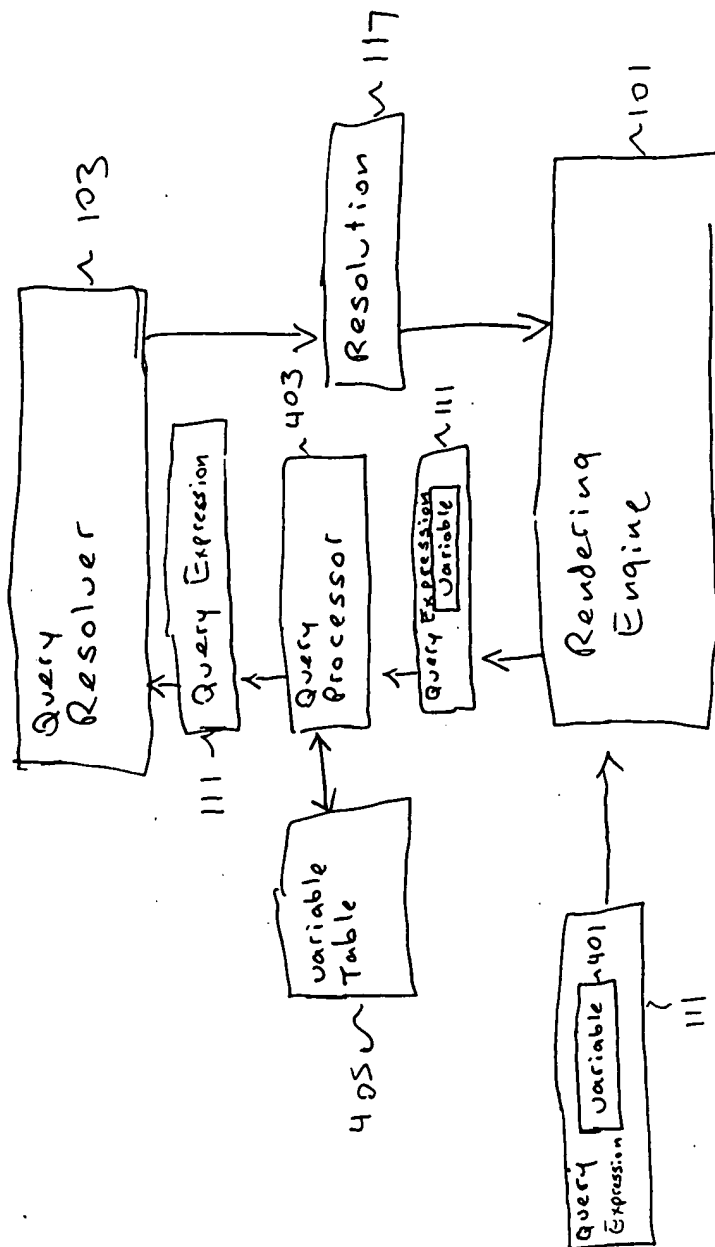 Query
Resolver
103
111
Query Expression
Resolution
117
Query
Processor
403
Variable
Table
405
Query Expression
Variable
111
Rendering
Engine
101
Query
Expression
Variable
401
111